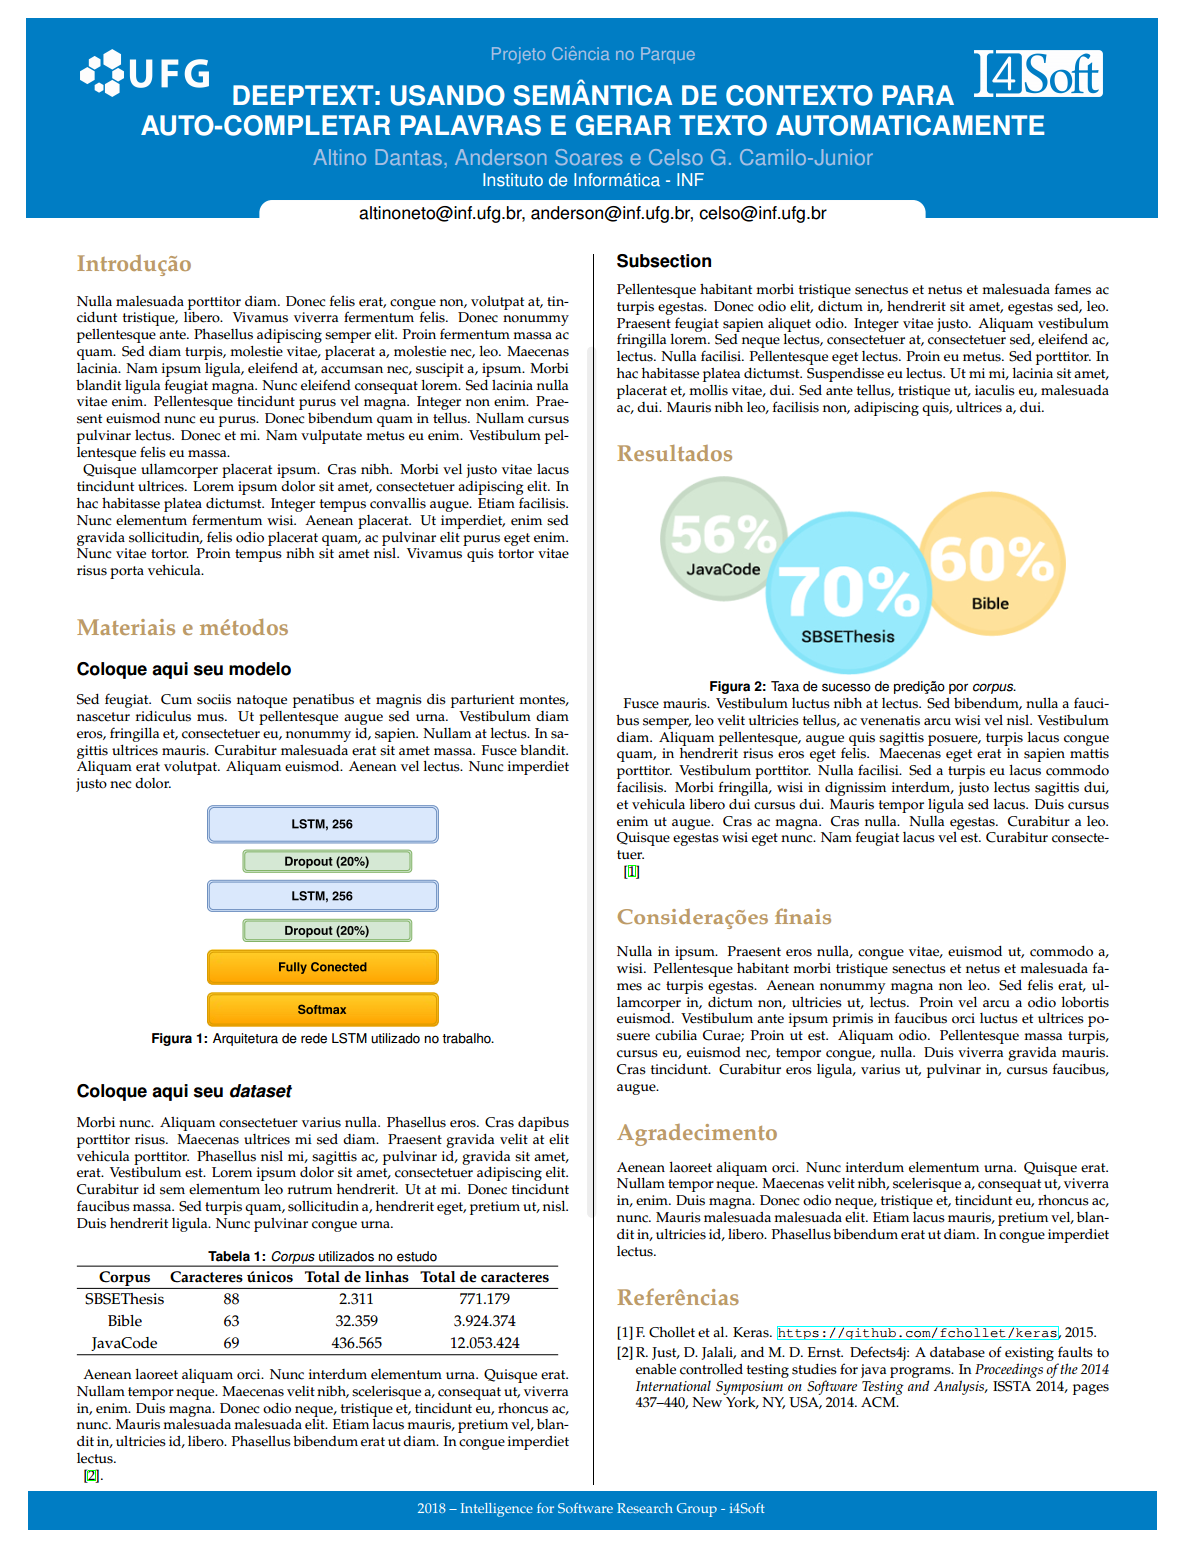 UFG
Projeto Ciência no Parque
I4Soft
DEEPTEXT: USANDO SEMÂNTICA DE CONTEXTO PARA
AUTO-COMPLETAR PALAVRAS E GERAR TEXTO AUTOMATICAMENTE
Altino Dantas, Anderson Soares e Celso G. Camilo-Junior
Instituto de Informática - INF
altinoneto@inf.ufg.br, anderson@inf.ufg.br, celso@inf.ufg.br
Introdução
Nulla malesuada porttitor diam. Donec felis erat, congue non, volutpat at, tin-
cidunt tristique, libero. Vivamus viverra fermentum felis. Donec nonummy
pellentesque ante. Phasellus adipiscing semper elit. Proin fermentum massa ac
quam. Sed diam turpis, molestie vitae, placerat a, molestie nec, leo. Maecenas
lacinia. Nam ipsum ligula, eleifend at, accumsan nec, suscipit a, ipsum. Morbi
blandit ligula feugiat magna. Nunc eleifend consequat lorem. Sed lacinia nulla
vitae enim. Pellentesque tincidunt purus vel magna. Integer non enim. Prae-
sent euismod nunc eu purus. Donec bibendum quam in tellus. Nullam cursus
pulvinar lectus. Donec et mi. Nam vulputate metus eu enim. Vestibulum pel-
lentesque felis eu massa.
Quisque ullamcorper placerat ipsum. Cras nibh. Morbi vel justo vitae lacus
tincidunt ultrices. Lorem ipsum dolor sit amet, consectetuer adipiscing elit. In
hac habitasse platea dictumst. Integer tempus convallis augue. Etiam facilisis.
Nunc elementum fermentum wisi. Aenean placerat. Ut imperdiet, enim sed
gravida sollicitudin, felis odio placerat quam, ac pulvinar elit purus eget enim.
Nunc vitae tortor. Proin tempus nibh sit amet nisl. Vivamus quis tortor vitae
risus porta vehicula.
Materiais e métodos
Coloque aqui seu modelo
Sed feugiat. Cum sociis natoque penatibus et magnis dis parturient montes,
nascetur ridiculus mus. Ut pellentesque augue sed urna. Vestibulum diam
eros, fringilla et, consectetuer eu, nonummy id, sapien. Nullam at lectus. In sa-
gittis ultrices mauris. Curabitur malesuada erat sit amet massa. Fusce blandit.
Aliquam erat volutpat. Aliquam euismod. Aenean vel lectus. Nunc imperdiet
justo nec dolor.
LSTM, 256
Dropout (20%)
LSTM, 256
Dropout (20%)
Fully Conected
Softmax
Figura 1: Arquitetura de rede LSTM utilizado no trabalho.
Coloque aqui seu dataset
Morbi nunc. Aliquam consectetuer varius nulla. Phasellus eros. Cras dapibus
porttitor risus. Maecenas ultrices mi sed diam. Praesent gravida velit at elit
vehicula porttitor. Phasellus nisl mi, sagittis ac, pulvinar id, gravida sit amet,
erat. Vestibulum est. Lorem ipsum dolor sit amet, consectetuer adipiscing elit.
Curabitur id sem elementum leo rutrum hendrerit. Ut at mi. Donec tincidunt
faucibus massa. Sed turpis quam, sollicitudin a, hendrerit eget, pretium ut, nisl.
Duis hendrerit ligula. Nunc pulvinar congue urna.
Tabela 1: Corpus utilizados no estudo
Corpus Caracteres únicos Total de linhas Total de caracteres
SBSEThesis 88 2.311 771.179
Bible 63 32.359 3.924.374
JavaCode 69 436.565 12.053.424
Aenean laoreet aliquam orci. Nunc interdum elementum urna. Quisque erat.
Nullam tempor neque. Maecenas velit nibh, scelerisque a, consequat ut, viverra
in, enim. Duis magna. Donec odio neque, tristique et, tincidunt eu, rhoncus ac,
nunc. Mauris malesuada malesuada elit. Etiam lacus mauris, pretium vel, blan-
dit in, ultricies id, libero. Phasellus bibendum erat ut diam. In congue imperdiet
lectus.
[2].
Subsection
Pellentesque habitant morbi tristique senectus et netus et malesuada fames ac
turpis egestas. Donec odio elit, dictum in, hendrerit sit amet, egestas sed, leo.
Praesent feugiat sapien aliquet odio. Integer vitae justo. Aliquam vestibulum
fringilla lorem. Sed neque lectus, consectetuer at, consectetuer sed, eleifend ac,
lectus. Nulla facilisi. Pellentesque eget lectus. Proin eu metus. Sed porttitor. In
hac habitasse platea dictumst. Suspendisse eu lectus. Ut mi mi, lacinia sit amet,
placerat et, mollis vitae, dui. Sed ante tellus, tristique ut, iaculis eu, malesuada
ac, dui. Mauris nibh leo, facilisis non, adipiscing quis, ultrices a, dui.
Resultados
56%
JavaCode
70%
SBSEThesis
60%
Bible
Figura 2: Taxa de sucesso de predição por corpus.
Fusce mauris. Vestibulum luctus nibh at lectus. Sed bibendum, nulla a fauci-
bus semper, leo velit ultricies tellus, ac venenatis arcu wisi vel nisl. Vestibulum
diam. Aliquam pellentesque, augue quis sagittis posuere, turpis lacus congue
quam, in hendrerit risus eros eget felis. Maecenas eget erat in sapien mattis
porttitor. Vestibulum porttitor. Nulla facilisi. Sed a turpis eu lacus commodo
facilisis. Morbi fringilla, wisi in dignissim interdum, justo lectus sagittis dui,
et vehicula libero dui cursus dui. Mauris tempor ligula sed lacus. Duis cursus
enim ut augue. Cras ac magna. Cras nulla. Nulla egestas. Curabitur a leo.
Quisque egestas wisi eget nunc. Nam feugiat lacus vel est. Curabitur consecte-
tuer.
[1]
Considerações finais
Nulla in ipsum. Praesent eros nulla, congue vitae, euismod ut, commodo a,
wisi. Pellentesque habitant morbi tristique senectus et netus et malesuada fa-
mes ac turpis egestas. Aenean nonummy magna non leo. Sed felis erat, ul-
lamcorper in, dictum non, ultricies ut, lectus. Proin vel arcu a odio lobortis
euismod. Vestibulum ante ipsum primis in faucibus orci luctus et ultrices po-
suere cubilia Curae; Proin ut est. Aliquam odio. Pellentesque massa turpis,
cursus eu, euismod nec, tempor congue, nulla. Duis viverra gravida mauris.
Cras tincidunt. Curabitur eros ligula, varius ut, pulvinar in, cursus faucibus,
augue.
Agradecimento
Aenean laoreet aliquam orci. Nunc interdum elementum urna. Quisque erat.
Nullam tempor neque. Maecenas velit nibh, scelerisque a, consequat ut, viverra
in, enim. Duis magna. Donec odio neque, tristique et, tincidunt eu, rhoncus ac,
nunc. Mauris malesuada malesuada elit. Etiam lacus mauris, pretium vel, blan-
dit in, ultricies id, libero. Phasellus bibendum erat ut diam. In congue imperdiet
lectus.
Referências
[1] F. Chollet et al. Keras. https://github.com/fchollet/keras, 2015.
[2] R. Just, D. Jalali, and M. D. Ernst. Defects4j: A database of existing faults to
enable controlled testing studies for java programs. In Proceedings of the 2014
International Symposium on Software Testing and Analysis, ISSTA 2014, pages
437–440, New York, NY, USA, 2014. ACM.
2018 – Intelligence for Software Research Group - i4Soft